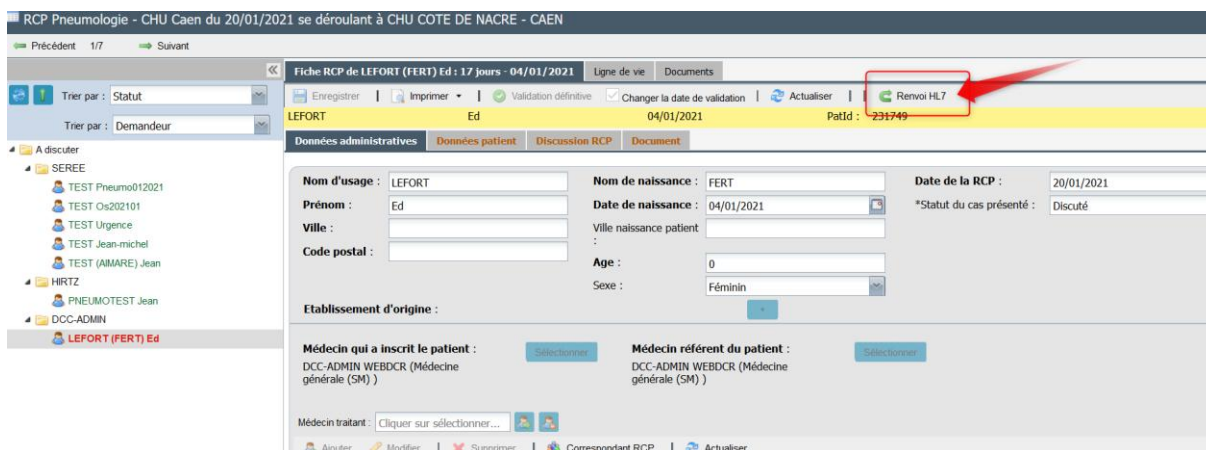 RCP Pneumologie - CHU Caen du 20/01/2021 se déroulant à CHU COTE DE NACRE - CAEN
Précédent 1/7 Suivant
Trier par : Statut
Trier par : Demandeur
A discuter
SEREE
TEST Pneumo012021
TEST Os202101
TEST Urgence
TEST Jean-michel
TEST (AIMARE) Jean
HIRTZ
PNEUMOTEST Jean
DCC-ADMIN
LEFORT (FERT) Ed
Fiche RCP de LEFORT (FERT) Ed : 17 jours - 04/01/2021 Ligne de vie Documents
Enregistrer | Imprimer | Validation définitive Changer la date de validation | Actualiser | | Renvoi HL7
LEFORT Ed 04/01/2021 PatId : 231749
Données administratives Données patient Discussion RCP Document
Nom d'usage : LEFORT Nom de naissance : FERT Date de la RCP : 20/01/2021
Prénom : Ed Date de naissance : 04/01/2021 *Statut du cas présenté : Discuté
Ville : Ville naissance patient :
Code postal : Age : 0
Sexe : Féminin
Etablissement d'origine : +
Médecin qui a inscrit le patient : Sélectionner Médecin référent du patient : Sélectionner
DCC-ADMIN WEBDCR (Médecine DCC-ADMIN WEBDCR (Médecine
générale (SM) ) générale (SM) )
Médecin traitant : Cliquer sur sélectionner...
Ajouter Modifier | Supprimer | Correspondant RCP | Actualiser